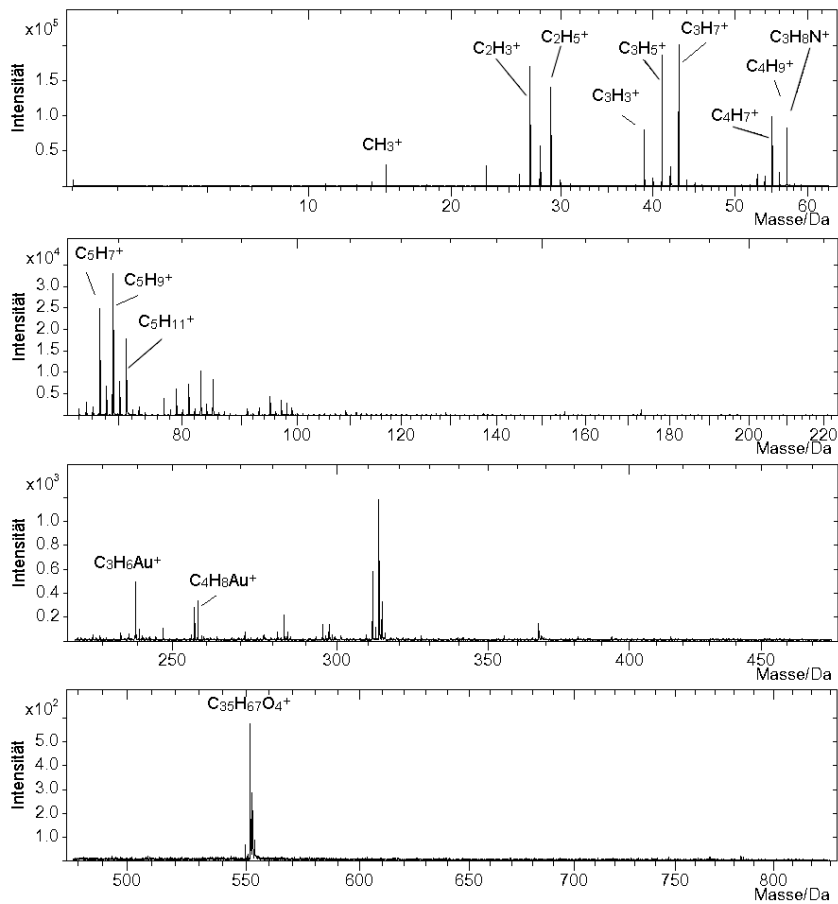 x10⁵
Intensität
1.5
1.0
0.5
CH₃⁺
C₂H₃⁺
C₂H₅⁺
C₃H₃⁺
C₃H₅⁺
C₃H₇⁺
C₄H₇⁺
C₄H₉⁺
C₃H₈N⁺
10 20 30 40 50 60
Masse/Da
x10⁴
Intensität
3.0
2.5
2.0
1.5
1.0
0.5
C₅H₇⁺
C₅H₉⁺
C₅H₁₁⁺
80 100 120 140 160 180 200 220
Masse/Da
x10³
Intensität
1.0
0.8
0.6
0.4
0.2
C₃H₆Au⁺
C₄H₈Au⁺
250 300 350 400 450
Masse/Da
x10²
Intensität
5.0
4.0
3.0
2.0
1.0
C₃₅H₆₇O₄⁺
500 550 600 650 700 750 800
Masse/Da